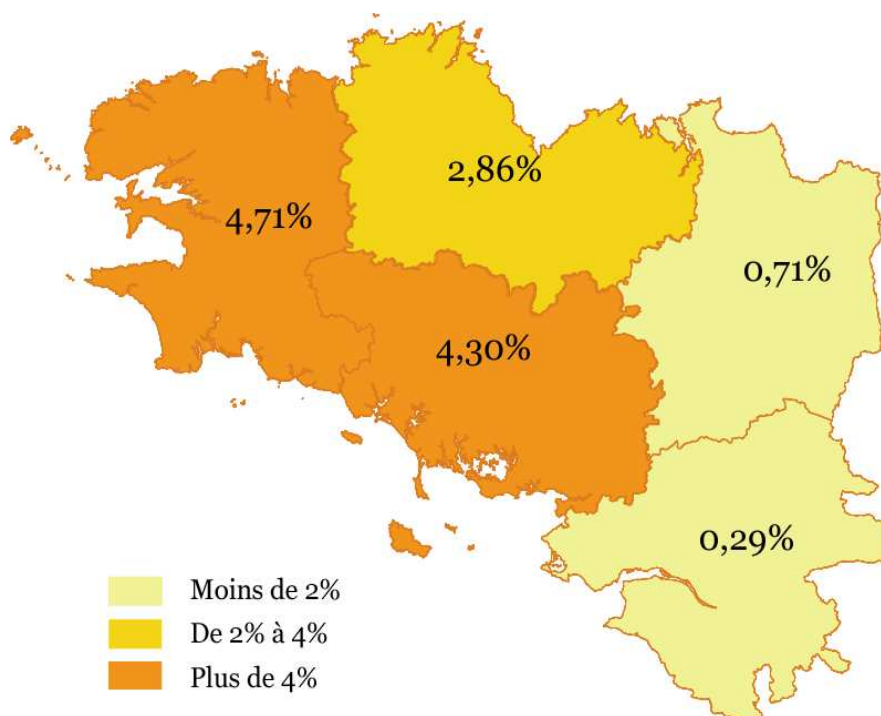 2,86%
4,71%
0,71%
4,30%
0,29%
Moins de 2%
De 2% à 4%
Plus de 4%